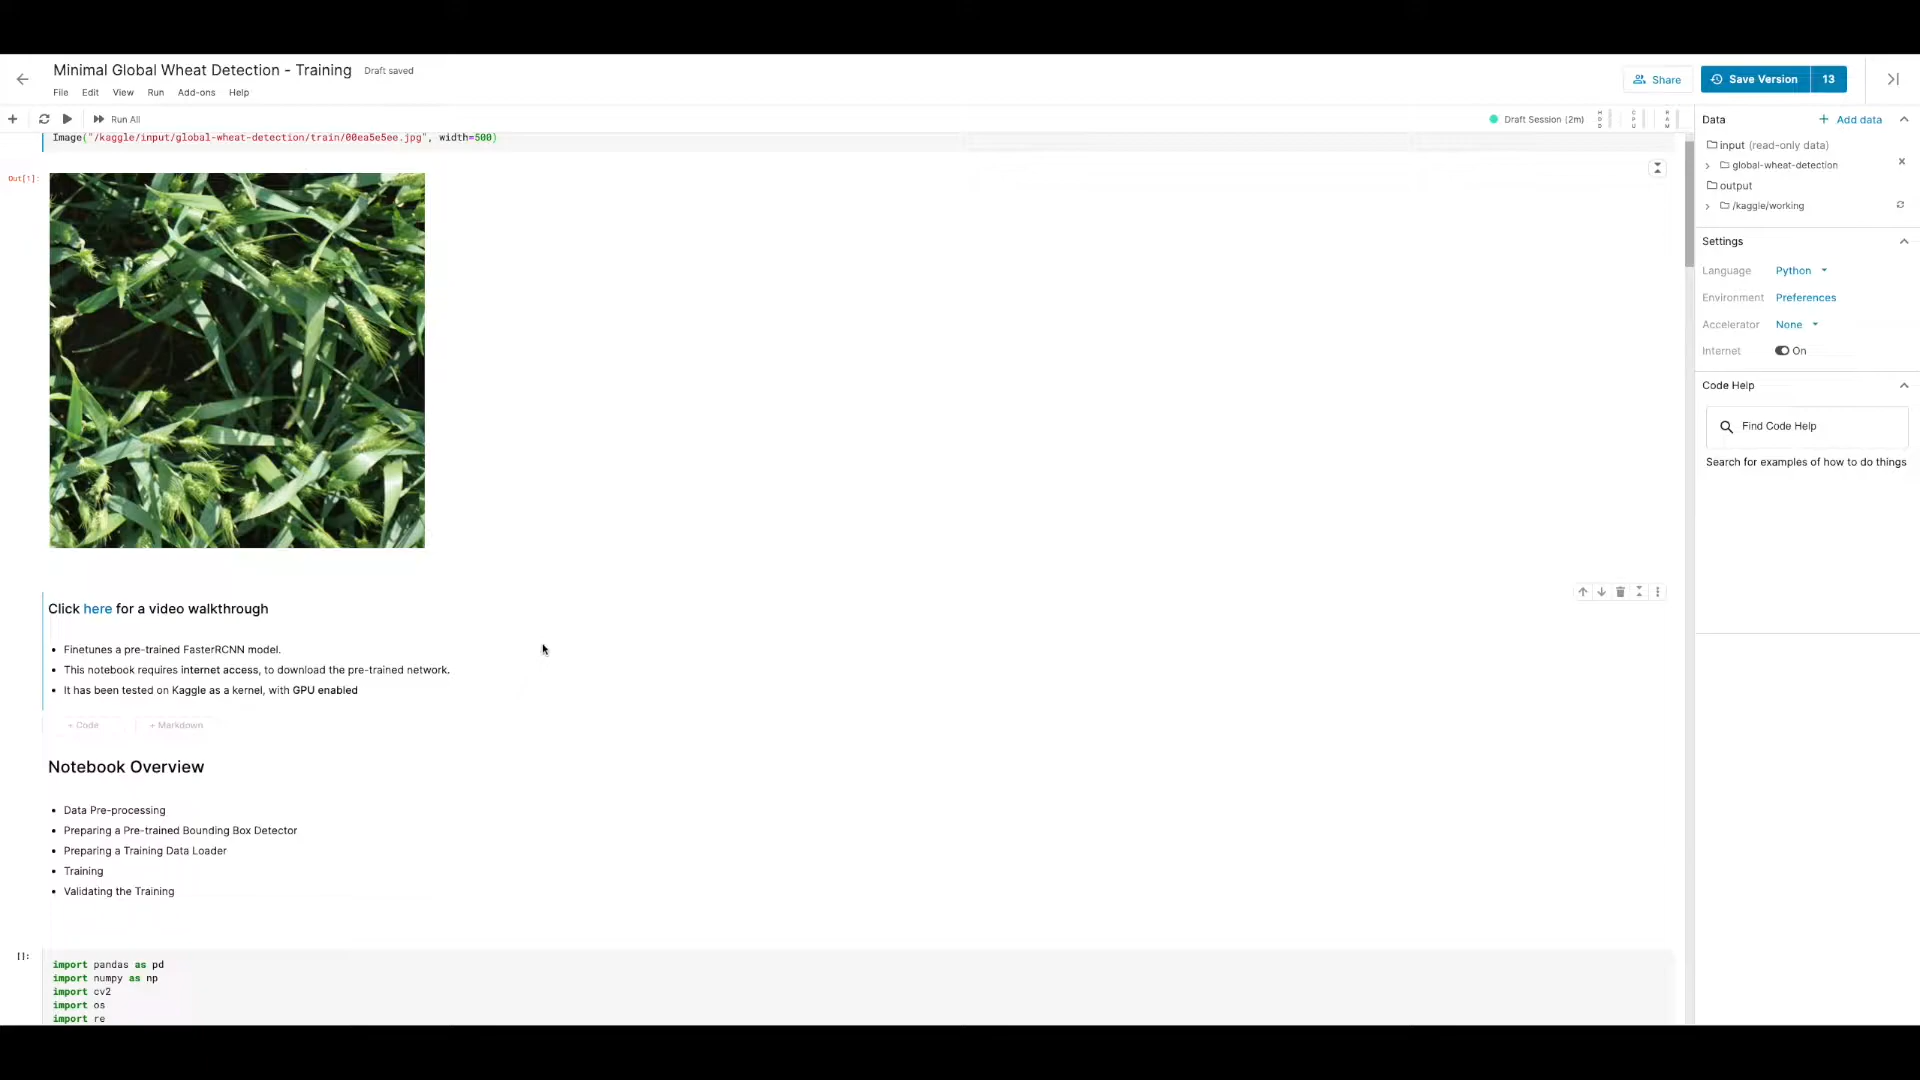 Minimal Global Wheat Detection - Training Draft saved
File Edit View Run Add-ons Help
Share
Save Version 13
Run All
Draft Session (2m)
HDD
CPU
RAM
Image("/kaggle/input/global-wheat-detection/train/00ea5e5ee.jpg", width=500)
Out[1]:
Click here for a video walkthrough
• Finetunes a pre-trained FasterRCNN model.
• This notebook requires internet access, to download the pre-trained network.
• It has been tested on Kaggle as a kernel, with GPU enabled
+ Code + Markdown
Notebook Overview
• Data Pre-processing
• Preparing a Pre-trained Bounding Box Detector
• Preparing a Training Data Loader
• Training
• Validating the Training
[]:
import pandas as pd
import numpy as np
import cv2
import os
import re
Data + Add data
input (read-only data)
global-wheat-detection
output
/kaggle/working
Settings
Language Python
Environment Preferences
Accelerator None
Internet On
Code Help
Find Code Help
Search for examples of how to do things